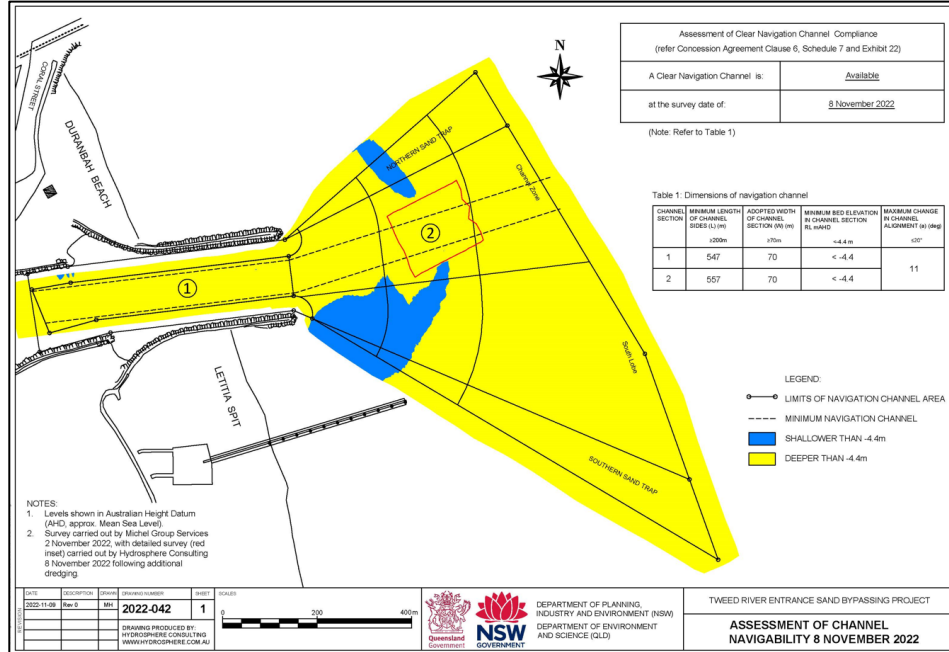 Assessment of Clear Navigation Channel Compliance
(refer Concession Agreement Clause 6, Schedule 7 and Exhibit 22)
A Clear Navigation Channel is:
Available
at the survey date of:
8 November 2022
(Note: Refer to Table 1)
N
CORAL STREET
DURANBAH BEACH
NORTHERN SAND TRAP
Channel Zone
2
1
South Lobe
LETITIA SPIT
SOUTHERN SAND TRAP
Table 1: Dimensions of navigation channel
CHANNEL SECTION
MINIMUM LENGTH OF CHANNEL SIDES (L) (m)
ADOPTED WIDTH OF CHANNEL SECTION (W) (m)
MINIMUM BED ELEVATION IN CHANNEL SECTION RL mAHD
MAXIMUM CHANGE IN CHANNEL ALIGNMENT (a) (deg)
≥200m
≥70m
<-4.4 m
≤20°
1 547 70 < -4.4
11
2 557 70 < -4.4
LEGEND:
LIMITS OF NAVIGATION CHANNEL AREA
MINIMUM NAVIGATION CHANNEL
SHALLOWER THAN -4.4m
DEEPER THAN -4.4m
NOTES:
1. Levels shown in Australian Height Datum
(AHD, approx. Mean Sea Level).
2. Survey carried out by Michel Group Services
2 November 2022, with detailed survey (red
inset) carried out by Hydrosphere Consulting
8 November 2022 following additional
dredging.
REVISION
DATE DESCRIPTION DRAWN DRAWING NUMBER SHEET
2022-11-09 Rev 0 MH 2022-042 1
DRAWING PRODUCED BY:
HYDROSPHERE CONSULTING
WWW.HYDROSPHERE.COM.AU
SCALES
0 200 400m
Queensland
Government
NSW
GOVERNMENT
DEPARTMENT OF PLANNING,
INDUSTRY AND ENVIRONMENT (NSW)
DEPARTMENT OF ENVIRONMENT
AND SCIENCE (QLD)
TWEED RIVER ENTRANCE SAND BYPASSING PROJECT
ASSESSMENT OF CHANNEL
NAVIGABILITY 8 NOVEMBER 2022